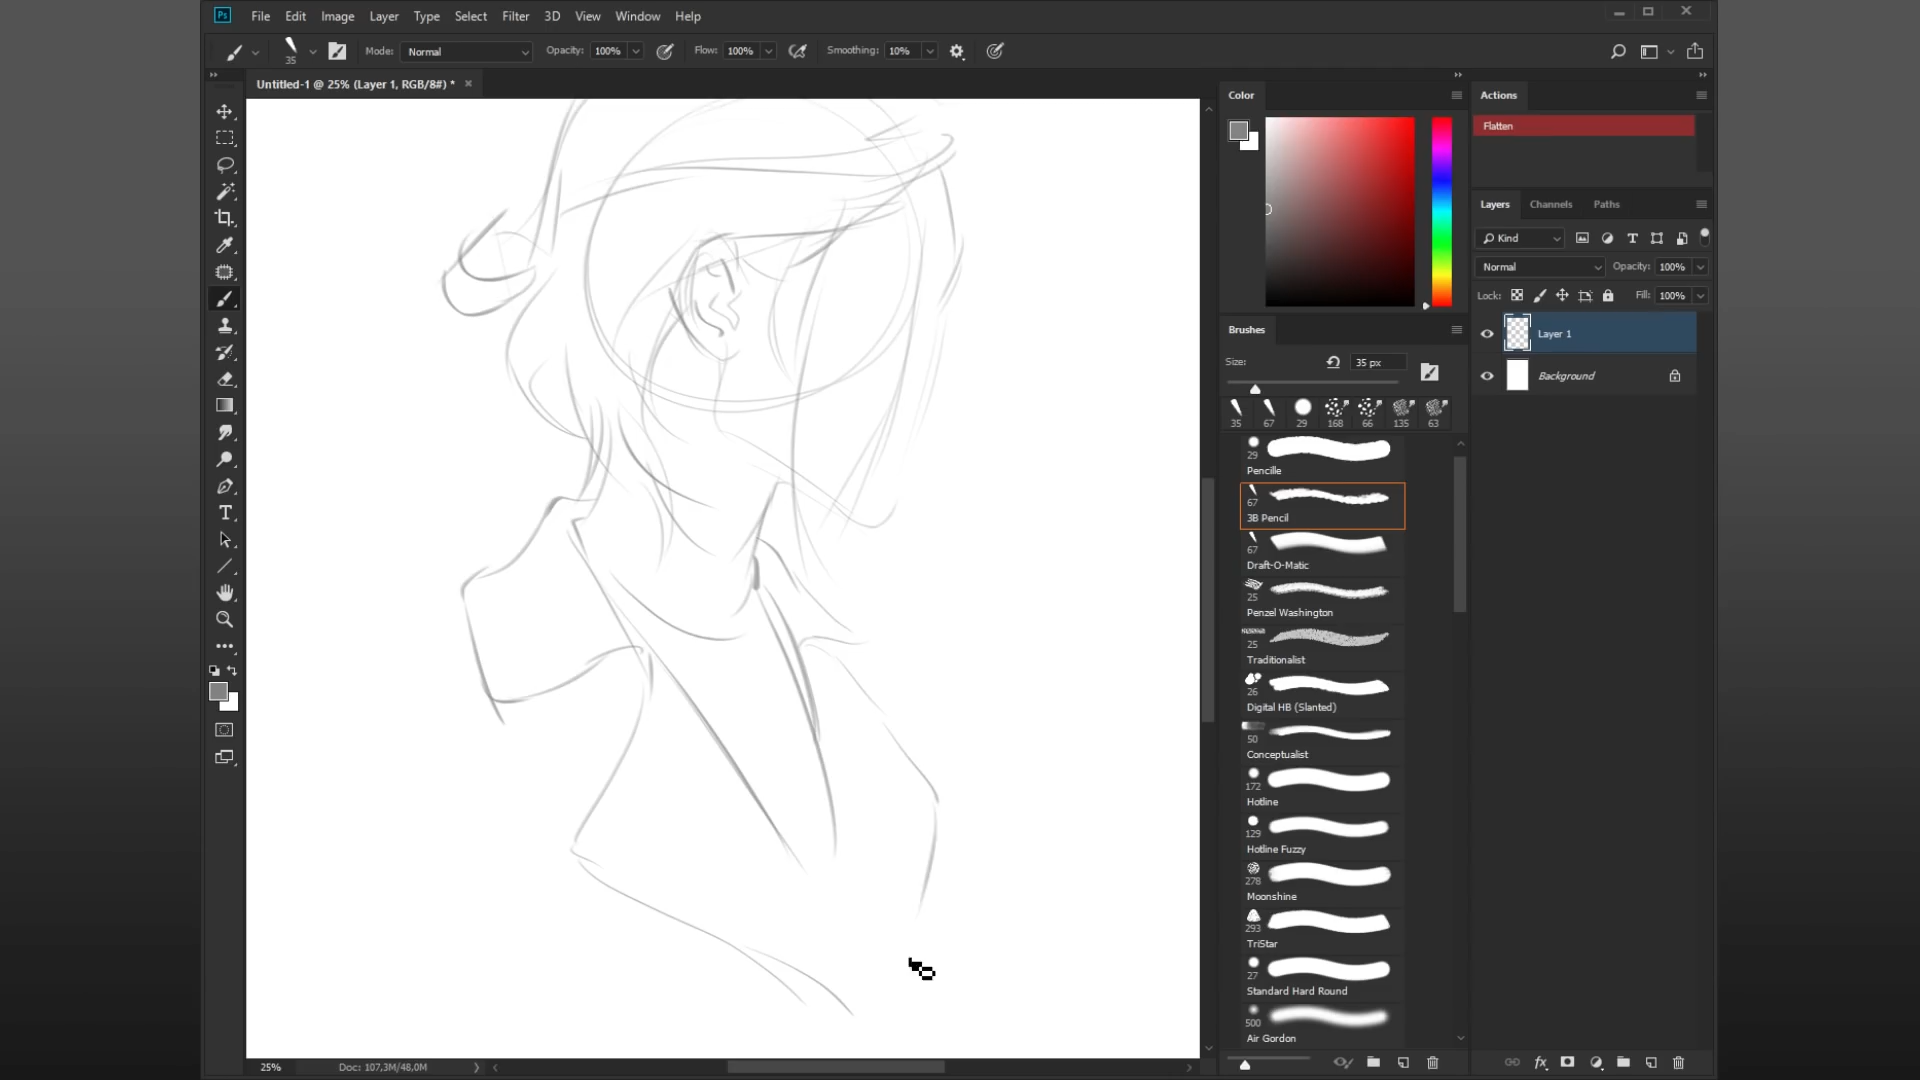 Ps File Edit Image Layer Type Select Filter 3D View Window Help
35 Mode: Normal Opacity: 100% Flow: 100% Smoothing: 10%
Untitled-1 @ 25% (Layer 1, RGB/8#) *
Color
Actions
Flatten
Layers Channels Paths
Kind
Normal Opacity: 100%
Lock: Fill: 100%
Layer 1
Background
Brushes
Size: 35 px
35 67 29 168 66 135 63
29
Pencille
67
3B Pencil
67
Draft-O-Matic
25
Penzel Washington
25
Traditionalist
26
Digital HB (Slanted)
50
Conceptualist
172
Hotline
129
Hotline Fuzzy
278
Moonshine
293
TriStar
27
Standard Hard Round
500
Air Gordon
25% Doc: 107,3M/48,0M